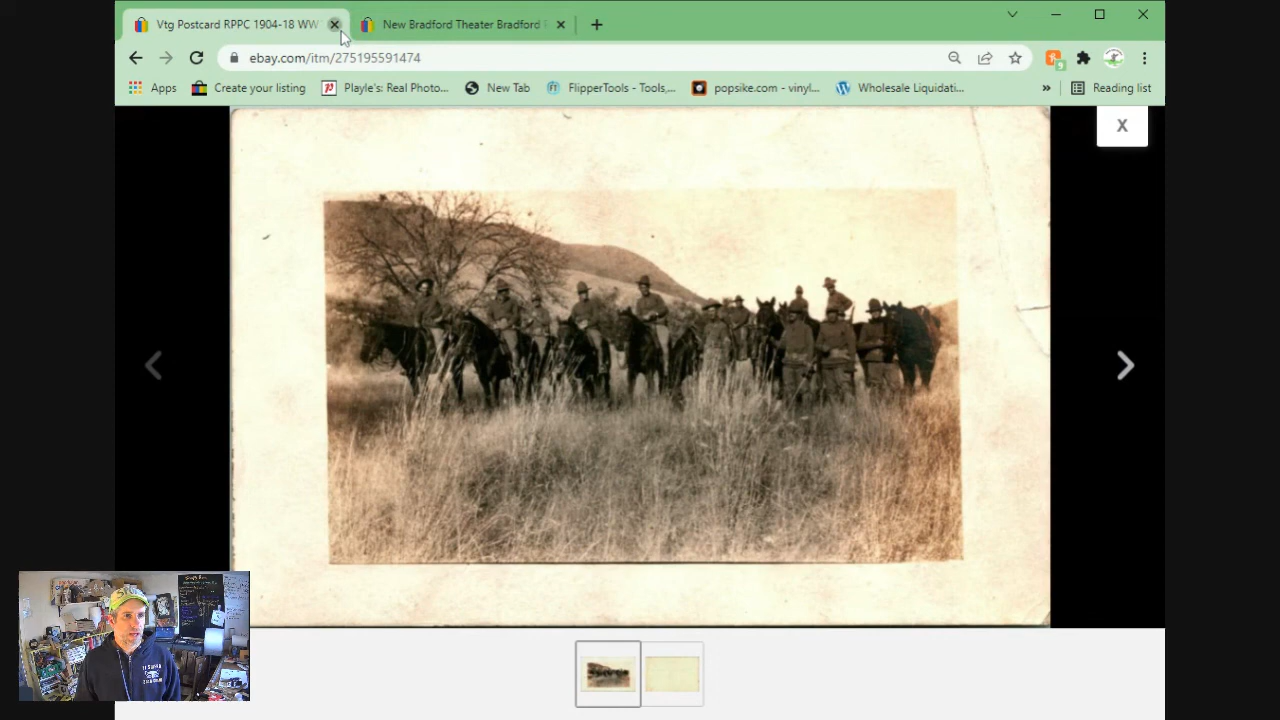 Vtg Postcard RPPC 1904-18 WW
New Bradford Theater Bradford
ebay.com/itm/275195591474
9
Apps
Create your listing
Playle's: Real Photo...
New Tab
FlipperTools - Tools,...
popsike.com - vinyl...
Wholesale Liquidati...
»
Reading list
X